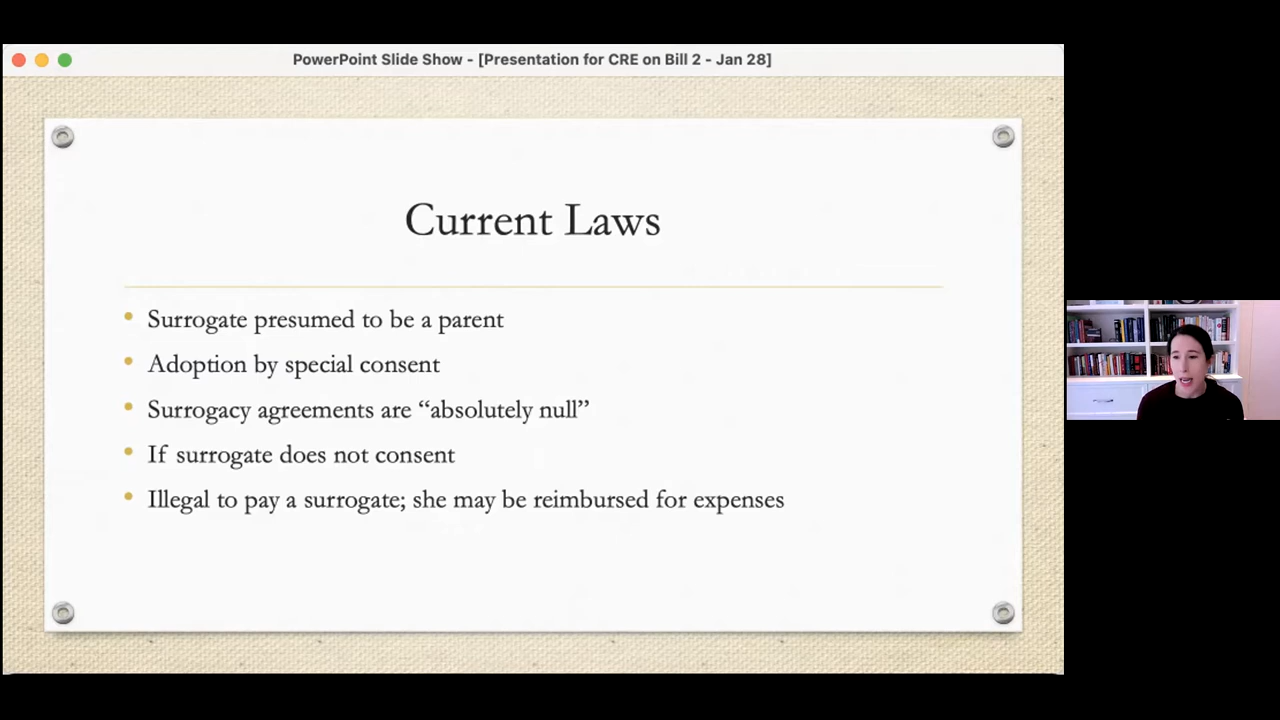 PowerPoint Slide Show - [Presentation for CRE on Bill 2 - Jan 28]
Current Laws
• Surrogate presumed to be a parent
• Adoption by special consent
• Surrogacy agreements are “absolutely null”
• If surrogate does not consent
• Illegal to pay a surrogate; she may be reimbursed for expenses